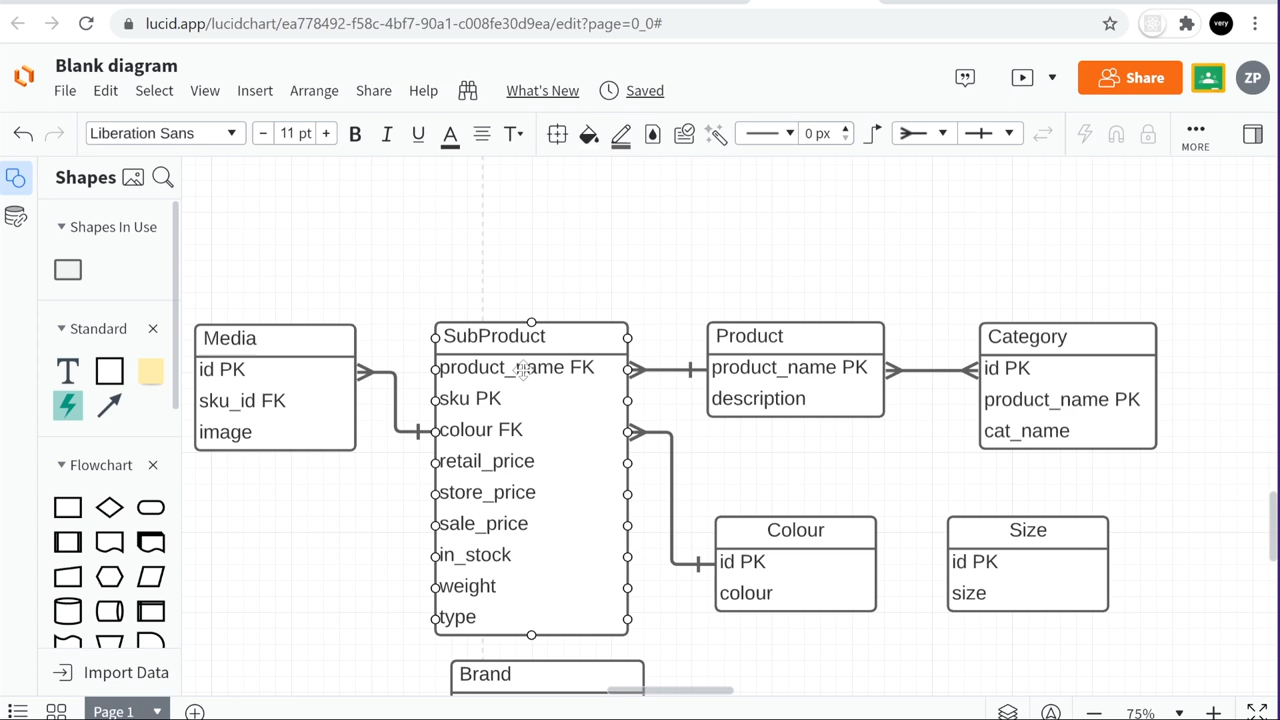 lucid.app/lucidchart/ea778492-f58c-4bf7-90a1-c008fe30d9ea/edit?page=0_0#
very
Blank diagram
File Edit Select View Insert Arrange Share Help What's New Saved
Share
ZP
Liberation Sans
− 11 pt +
B I U A T
0 px
MORE
Shapes
Shapes In Use
Standard
T
Flowchart
Import Data
Page 1
75%
Media
id PK
sku_id FK
image
SubProduct
product_name FK
sku PK
colour FK
retail_price
store_price
sale_price
in_stock
weight
type
Product
product_name PK
description
Category
id PK
product_name PK
cat_name
Colour
id PK
colour
Size
id PK
size
Brand